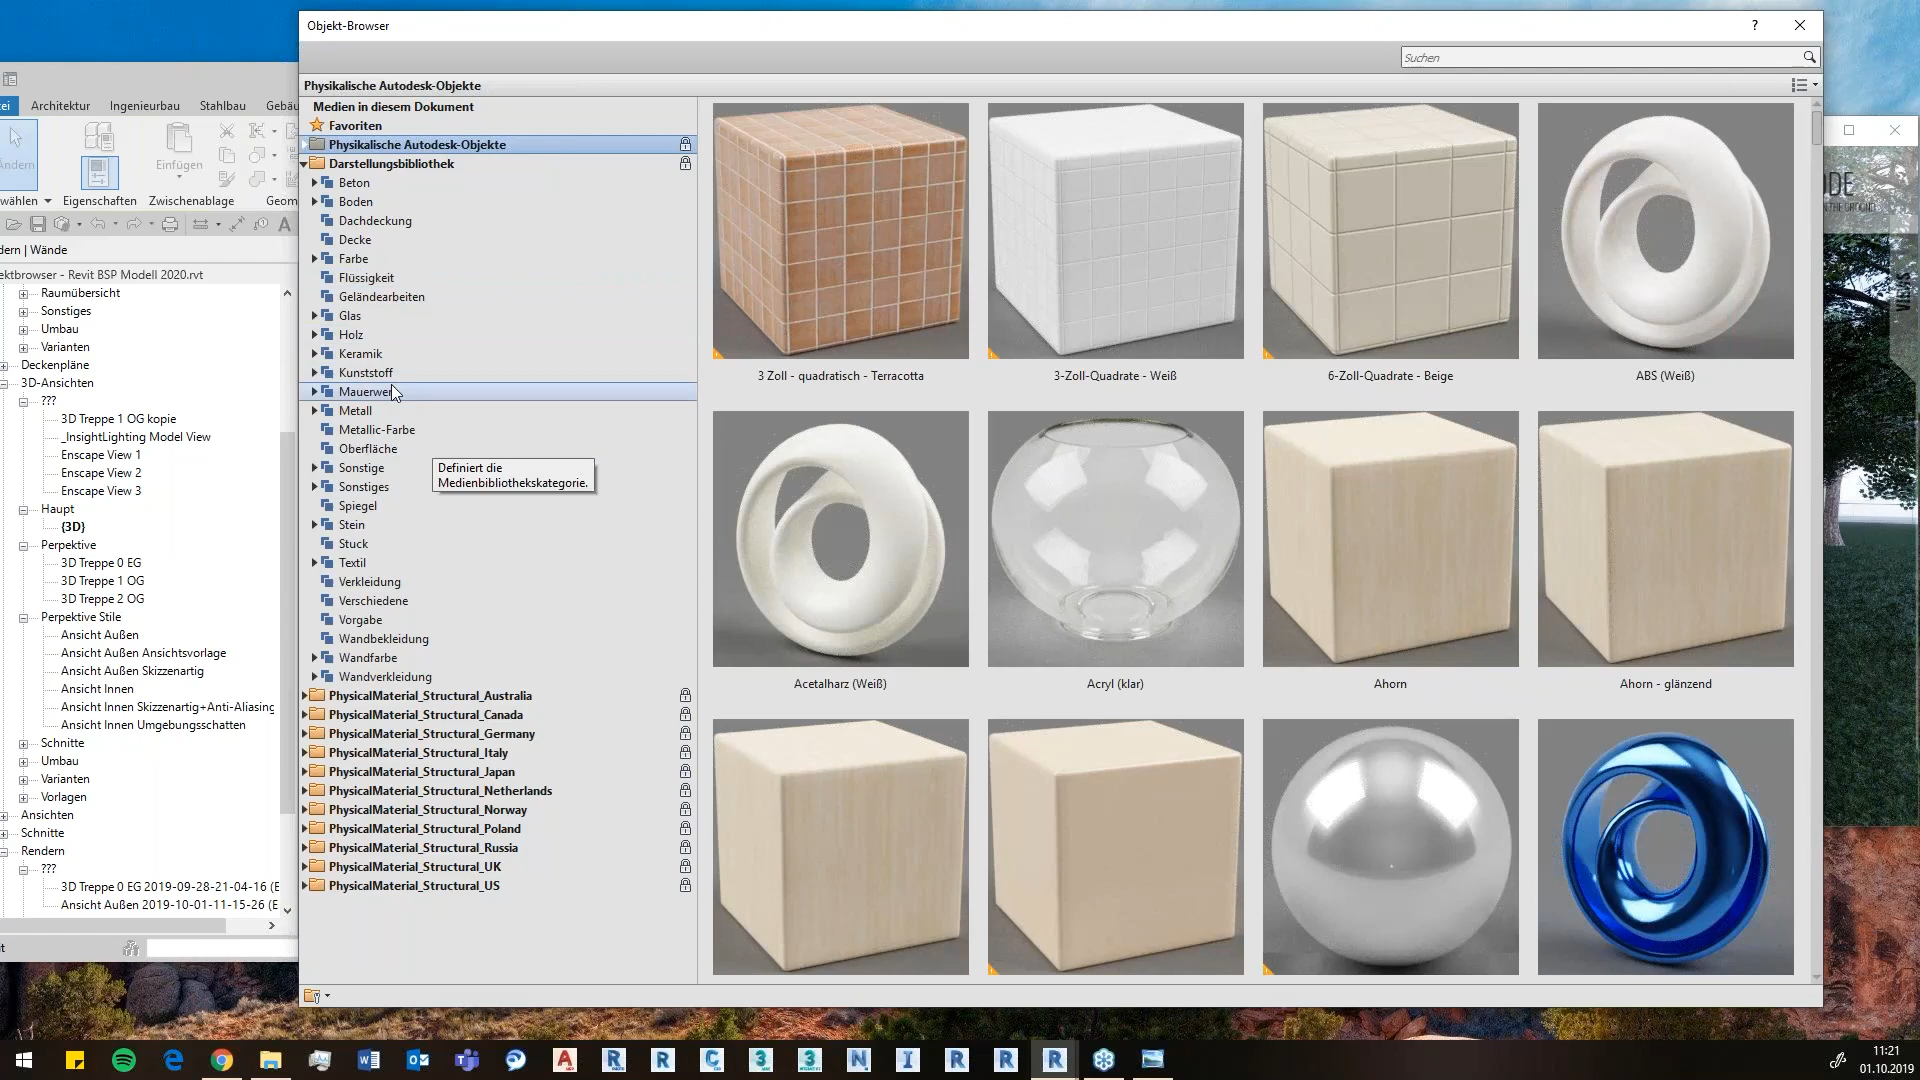 Objekt-Browser
Suchen
Physikalische Autodesk-Objekte
Medien in diesem Dokument
Favoriten
Physikalische Autodesk-Objekte
Darstellungsbibliothek
Beton
Boden
Dachdeckung
Decke
Farbe
Flüssigkeit
Geländearbeiten
Glas
Holz
Keramik
Kunststoff
Mauerwer
Metall
Metallic-Farbe
Oberfläche
Sonstige
Sonstiges
Spiegel
Stein
Stuck
Textil
Verkleidung
Verschiedene
Vorgabe
Wandbekleidung
Wandfarbe
Wandverkleidung
PhysicalMaterial_Structural_Australia
PhysicalMaterial_Structural_Canada
PhysicalMaterial_Structural_Germany
PhysicalMaterial_Structural_Italy
PhysicalMaterial_Structural_Japan
PhysicalMaterial_Structural_Netherlands
PhysicalMaterial_Structural_Norway
PhysicalMaterial_Structural_Poland
PhysicalMaterial_Structural_Russia
PhysicalMaterial_Structural_UK
PhysicalMaterial_Structural_US
Definiert die
Medienbibliothekskategorie.
3 Zoll - quadratisch - Terracotta
3-Zoll-Quadrate - Weiß
6-Zoll-Quadrate - Beige
ABS (Weiß)
Acetalharz (Weiß)
Acryl (klar)
Ahorn
Ahorn - glänzend
ei Architektur Ingenieurbau Stahlbau Gebäu
Ändern
Einfügen
wählen Eigenschaften Zwischenablage Geom
dern | Wände
ektbrowser - Revit BSP Modell 2020.rvt
Raumübersicht
Sonstiges
Umbau
Varianten
Deckenpläne
3D-Ansichten
???
3D Treppe 1 OG kopie
_InsightLighting Model View
Enscape View 1
Enscape View 2
Enscape View 3
Haupt
{3D}
Perpektive
3D Treppe 0 EG
3D Treppe 1 OG
3D Treppe 2 OG
Perpektive Stile
Ansicht Außen
Ansicht Außen Ansichtsvorlage
Ansicht Außen Skizzenartig
Ansicht Innen
Ansicht Innen Skizzenartig+Anti-Aliasing
Ansicht Innen Umgebungsschatten
Schnitte
Umbau
Varianten
Vorlagen
Ansichten
Schnitte
Rendern
???
3D Treppe 0 EG 2019-09-28-21-04-16 (E
Ansicht Außen 2019-10-01-11-15-26 (E
it
11:21
01.10.2019